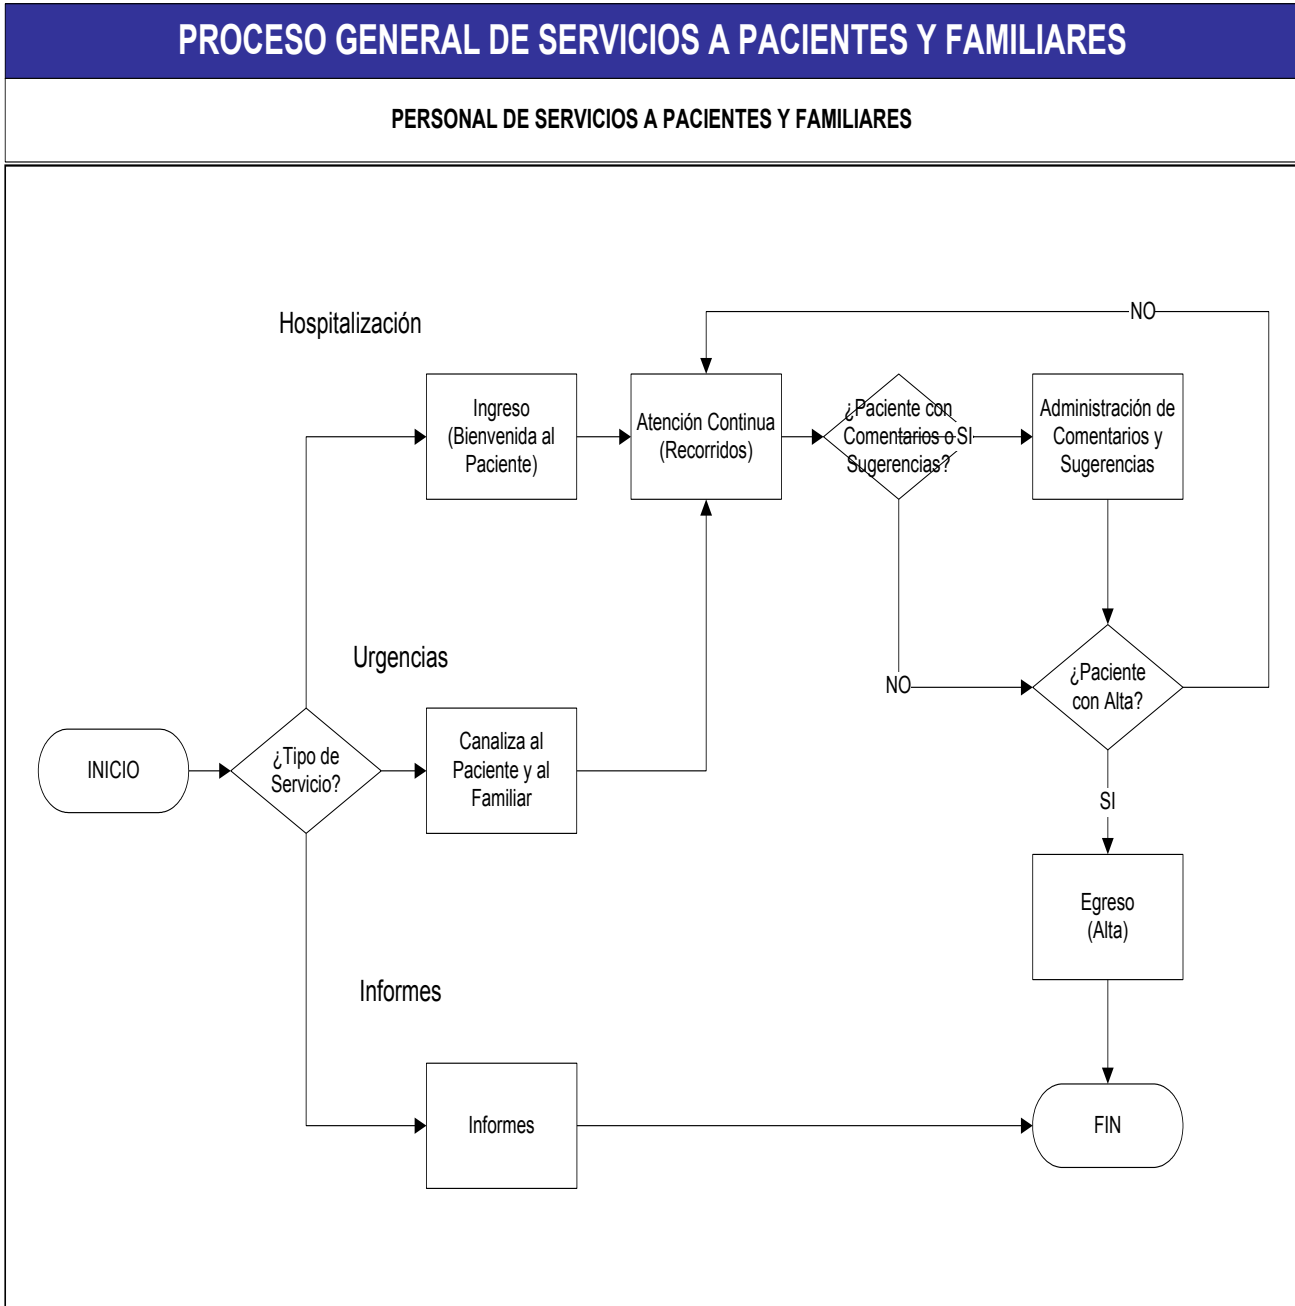 PROCESO GENERAL DE SERVICIOS A PACIENTES Y FAMILIARES
PERSONAL DE SERVICIOS A PACIENTES Y FAMILIARES
Hospitalización
NO
Ingreso
(Bienvenida al
Paciente)
Atención Continua
(Recorridos)
¿Paciente con
Comentarios o
Sugerencias?
SI
Administración de
Comentarios y
Sugerencias
Urgencias
NO
¿Paciente
con Alta?
INICIO
¿Tipo de
Servicio?
Canaliza al
Paciente y al
Familiar
SI
Egreso
(Alta)
Informes
Informes
FIN